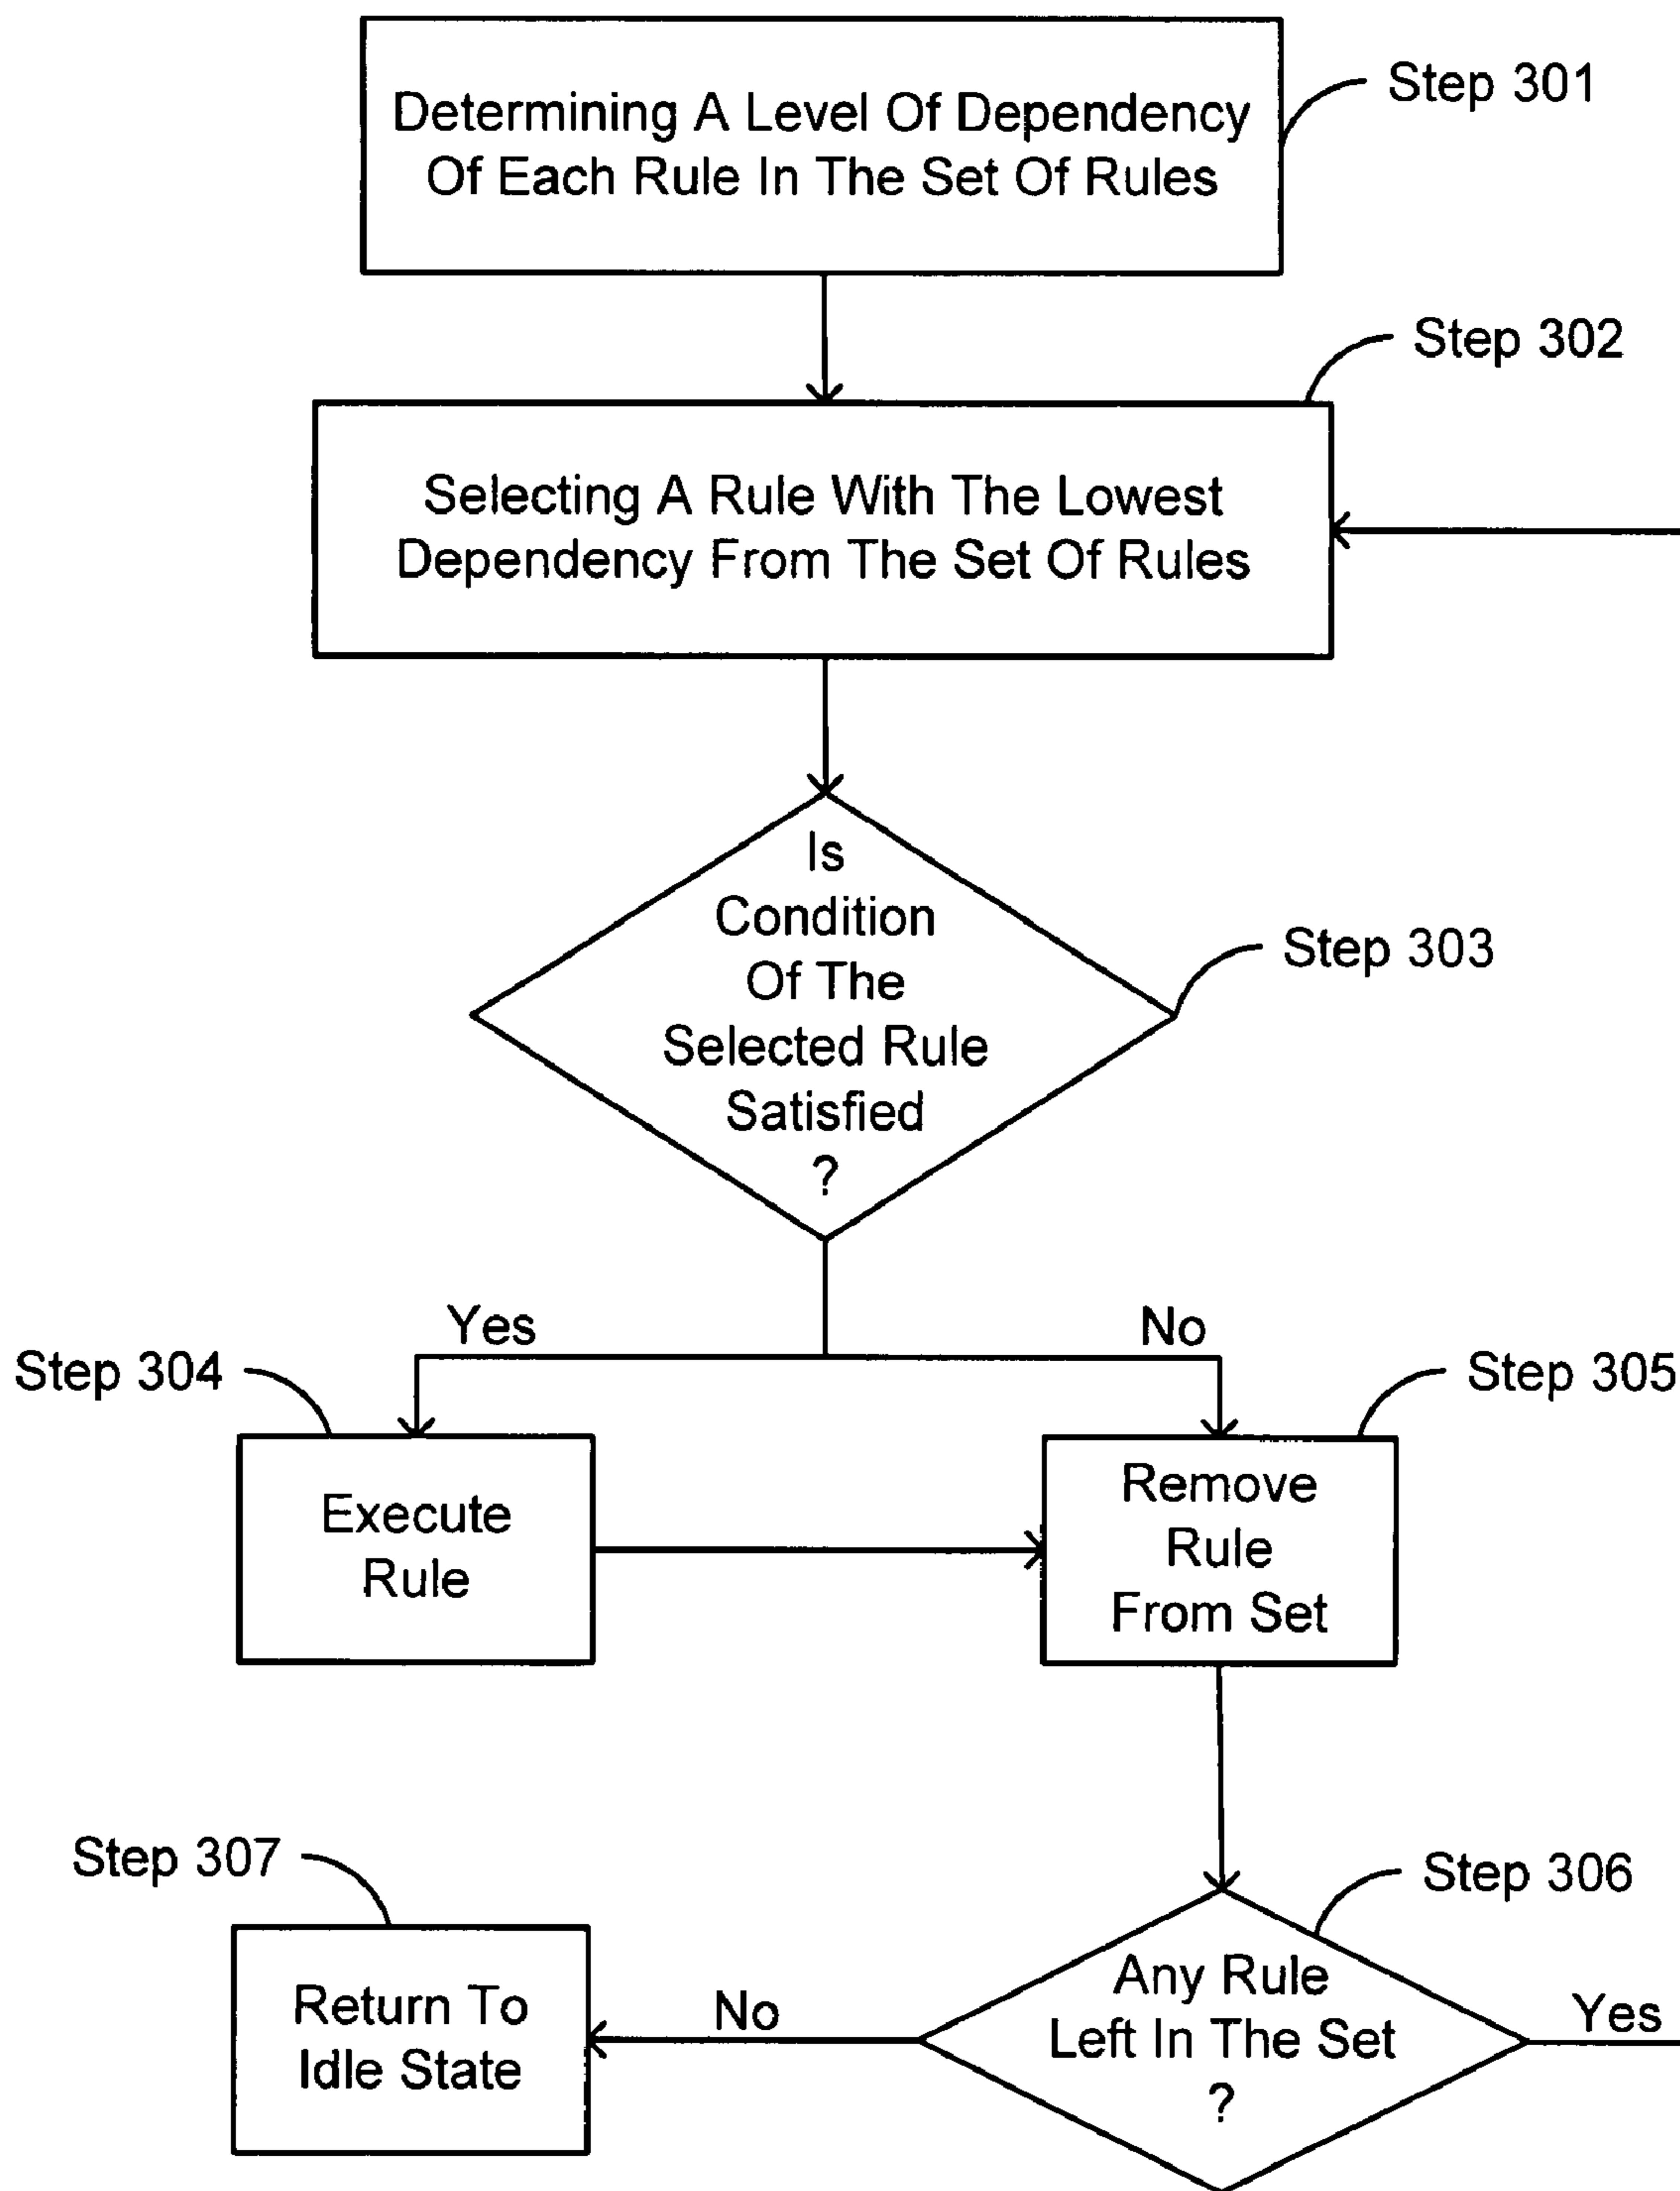 Determining A Level Of Dependency
Of Each Rule In The Set Of Rules
Step 301
Step 302
Selecting A Rule With The Lowest
Dependency From The Set Of Rules
Is
Condition
Of The
Selected Rule
Satisfied
?
Step 303
Yes
No
Step 304
Step 305
Execute
Rule
Remove
Rule
From Set
Step 307
Step 306
Return To
Idle State
No
Any Rule
Left In The Set
?
Yes